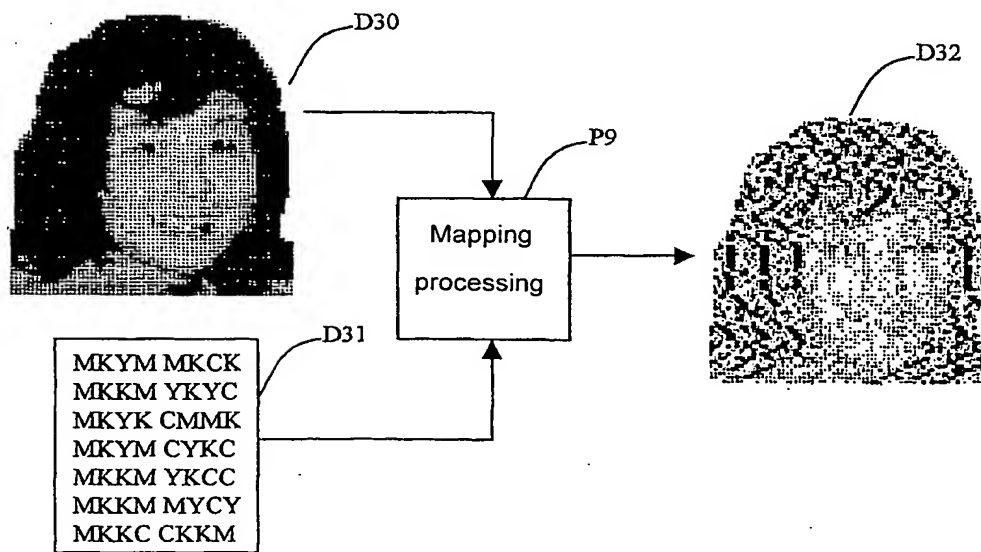 D30
D32
P9
Mapping
processing
D31
MKYM MKCK
MKKM YKYC
MKYK CMMK
MKYM CYKC
MKKM YKCC
MKKM MYCY
MKKC CKKM